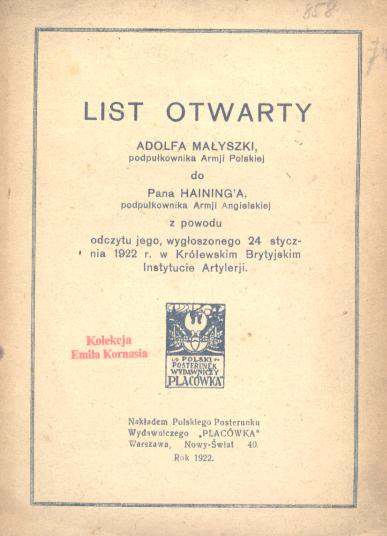 858
LIST OTWARTY
ADOLFA MAŁYSZKI,
podpułkownika Armji Polskiej
do
Pana HAINING'A,
podpułkownika Armji Angielskiej
z powodu
odczytu jego, wygłoszonego 24 stycz-
nia 1922 r. w Królewskim Brytyjskim
Instytucie Artylerji.
Kolekcja
Emila Kornasia
POLSKI
POSTERUNEK
WYDAWNICZY
PLACÓWKA
Nakładem Polskiego Posterunku
Wydawniczego „PLACÓWKA"
Warszawa, Nowy-Świat 40.
Rok 1922.